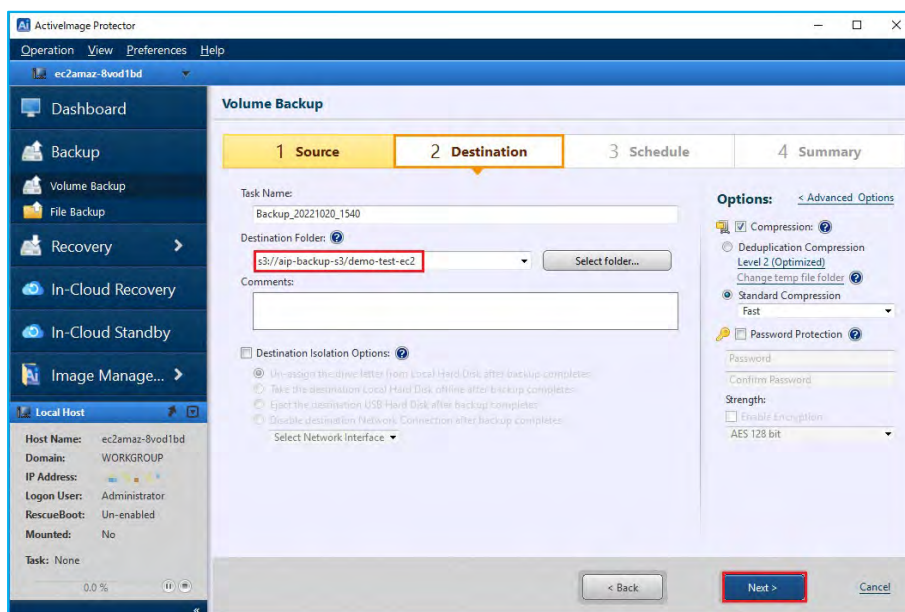 ActiveImage Protector
Operation View Preferences Help
ec2amaz-8vod1bd
Dashboard
Backup
Volume Backup
File Backup
Recovery
In-Cloud Recovery
In-Cloud Standby
Image Manage...
Local Host
Host Name: ec2amaz-8vod1bd
Domain: WORKGROUP
IP Address:
Logon User: Administrator
RescueBoot: Un-enabled
Mounted: No
Task: None
0.0 %
Volume Backup
1 Source
2 Destination
3 Schedule
4 Summary
Task Name:
Backup_20221020_1540
Destination Folder:
s3://aip-backup-s3/demo-test-ec2
Select folder...
Comments:
Destination Isolation Options:
Un-assign the drive letter from Local Hard Disk after backup completes
Take the destination Local Hard Disk offline after backup completes
Eject the destination USB Hard Disk after backup completes
Disable destination Network Connection after backup completes
Select Network Interface
Options: < Advanced Options
Compression:
Deduplication Compression
Level 2 (Optimized)
Change temp file folder
Standard Compression
Fast
Password Protection
Password
Confirm Password
Strength:
Enable Encryption
AES 128 bit
< Back
Next >
Cancel